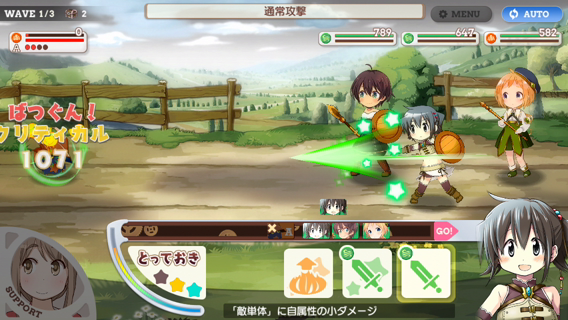 WAVE 1/3
2
通常攻撃
MENU
AUTO
0
A
789
647
582
ばつぐん!
クリティカル
1071
GO!
とっておき
SUPPORT
「敵単体」に自属性の小ダメージ